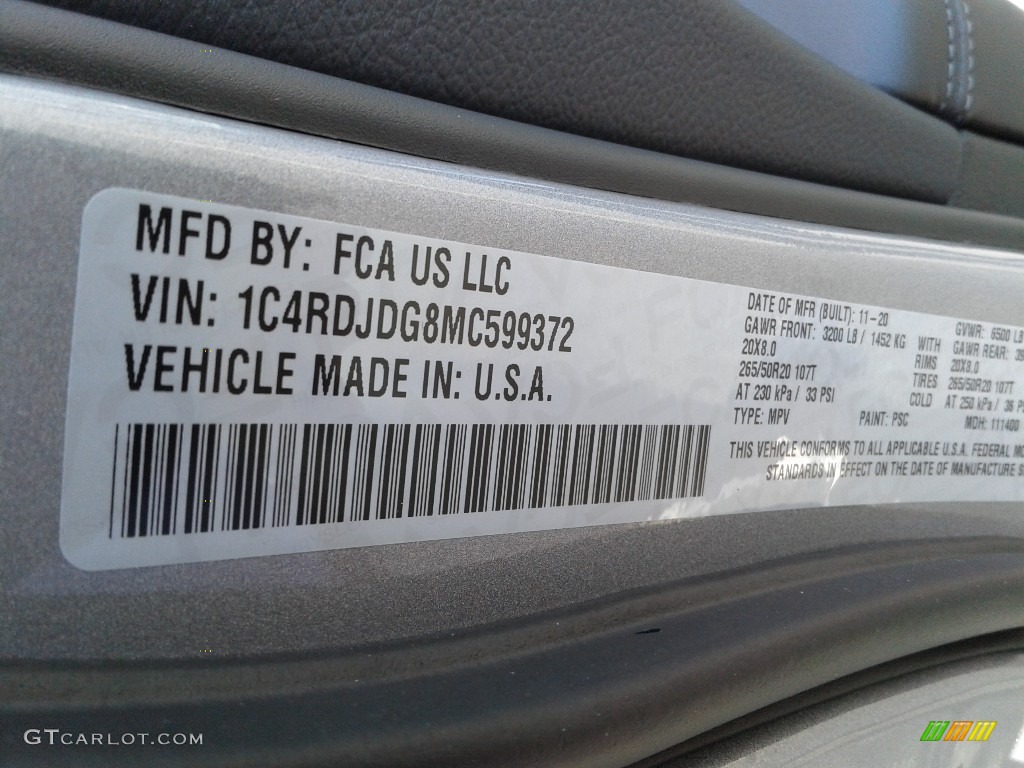 MFD BY: FCA US LLC
VIN: 1C4RDJDG8MC599372
VEHICLE MADE IN: U.S.A.
DATE OF MFR (BUILT): 11-20 GVWR: 6500 LB
GAWR FRONT: 3200 LB / 1452 KG WITH GAWR REAR:
20X8.0 RIMS 20X8.0
265/50R20 107T TIRES 265/50R20 107T
AT 230 kPa / 33 PSI COLD AT 250 kPa / 36
TYPE: MPV PAINT: PSC MDH: 111400
THIS VEHICLE CONFORMS TO ALL APPLICABLE U.S.A. FEDERAL
STANDARDS IN EFFECT ON THE DATE OF MANUFACTURE
GTCARLOT.COM